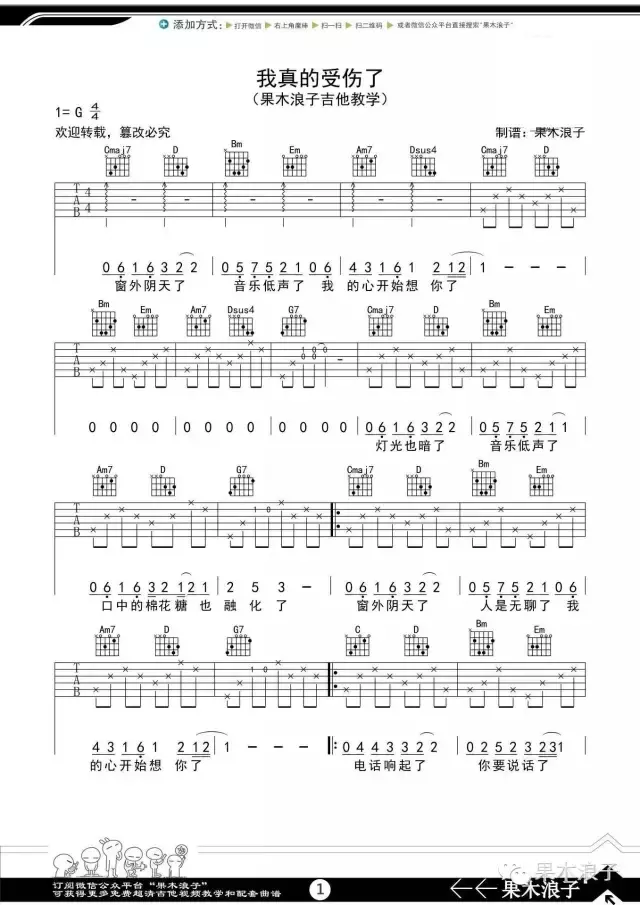 添加方式: ▶ 打开微信 ▶ 右上角魔棒 ▶ 扫一扫 ▶ 扫二维码 ▶ 或者微信公众平台直接搜索“果木浪子”
我真的受伤了
(果木浪子吉他教学)
1= G 4/4
欢迎转载，篡改必究 制谱: 果木浪子
Cmaj7 D Bm Em Am7 Dsus4 Cmaj7 D
T A B 4 4
0 6 1 6 3 2 2 0 5 7 5 2 1 0 6 4 3 1 6 1 2 1 2 1 - - -
窗外阴天了 音乐低声了 我 的心开始想 你了
Bm Em Am7 Dsus4 G7 Cmaj7 D Bm Em
T A B 1 0 0
0 0 0 0 0 0 0 0 0 0 0 0 0 6 1 6 3 2 2 0 5 7 5 2 1 1
灯光也暗了 音乐低声了
Am7 D G7 Cmaj7 D Bm Em
T A B 1 0
0 6 1 6 3 2 1 2 1 2 5 3 - 0 6 1 6 3 2 2 0 5 7 5 2 1 0 6
口中的棉花糖也 融化了 窗外阴天了 人是无聊了 我
Am7 D G7 C D Bm Em
T A B 1 0
4 3 1 6 1 2 1 2 1 - - - 0 4 4 3 3 2 2 0 2 5 2 3 2 3 1
的心开始想 你了 电话响起了 你要说话了
订阅微信公众平台“果木浪子”
可获得更多免费超清吉他视频教学和配套曲谱
1
←← 果木浪子
果木浪子